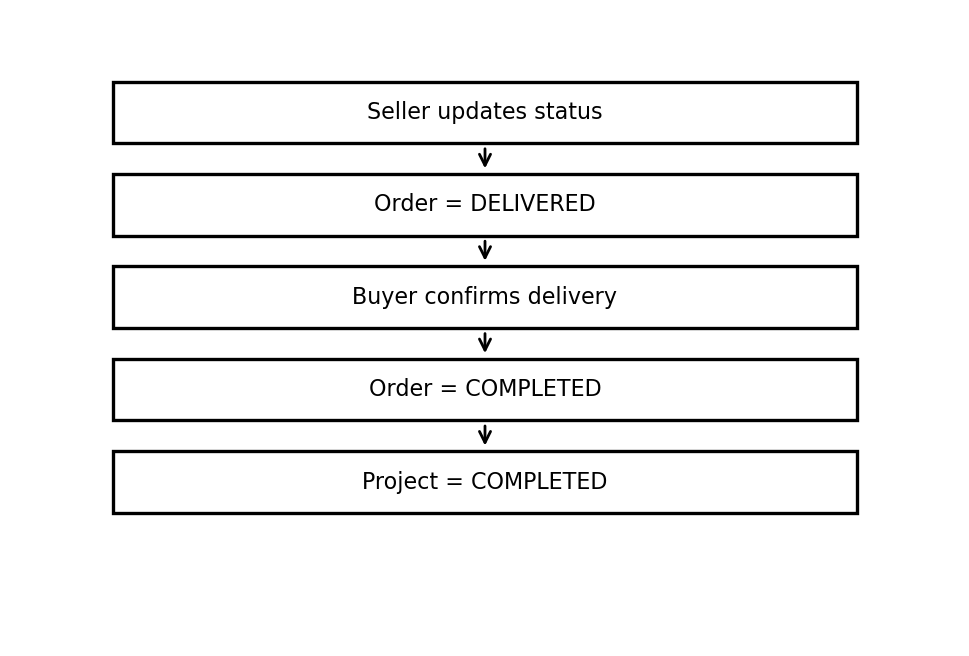 Seller updates status
Order = DELIVERED
Buyer confirms delivery
Order = COMPLETED
Project = COMPLETED